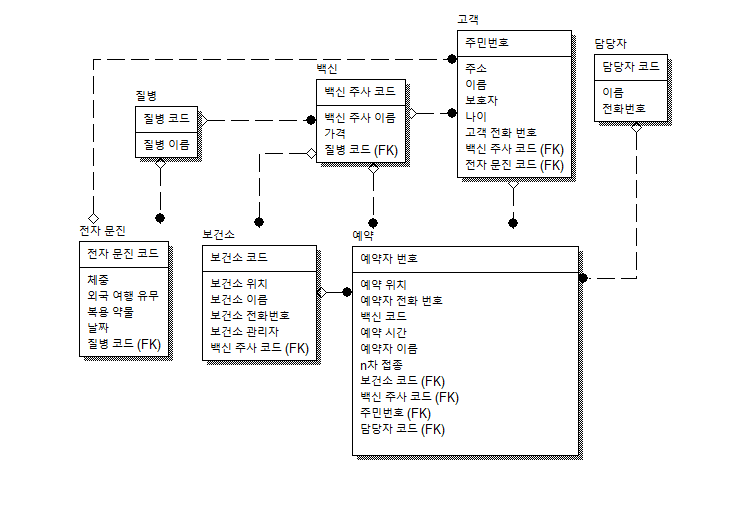 고객
주민번호
주소
이름
보호자
나이
고객 전화 번호
백신 주사 코드 (FK)
전자 문진 코드 (FK)
담당자
담당자 코드
이름
전화번호
백신
백신 주사 코드
백신 주사 이름
가격
질병 코드 (FK)
질병
질병 코드
질병 이름
전자 문진
전자 문진 코드
체중
외국 여행 유무
복용 약물
날짜
질병 코드 (FK)
보건소
보건소 코드
보건소 위치
보건소 이름
보건소 전화번호
보건소 관리자
백신 주사 코드 (FK)
예약
예약자 번호
예약 위치
예약자 전화 번호
백신 코드
예약 시간
예약자 이름
n차 접종
보건소 코드 (FK)
백신 주사 코드 (FK)
주민번호 (FK)
담당자 코드 (FK)